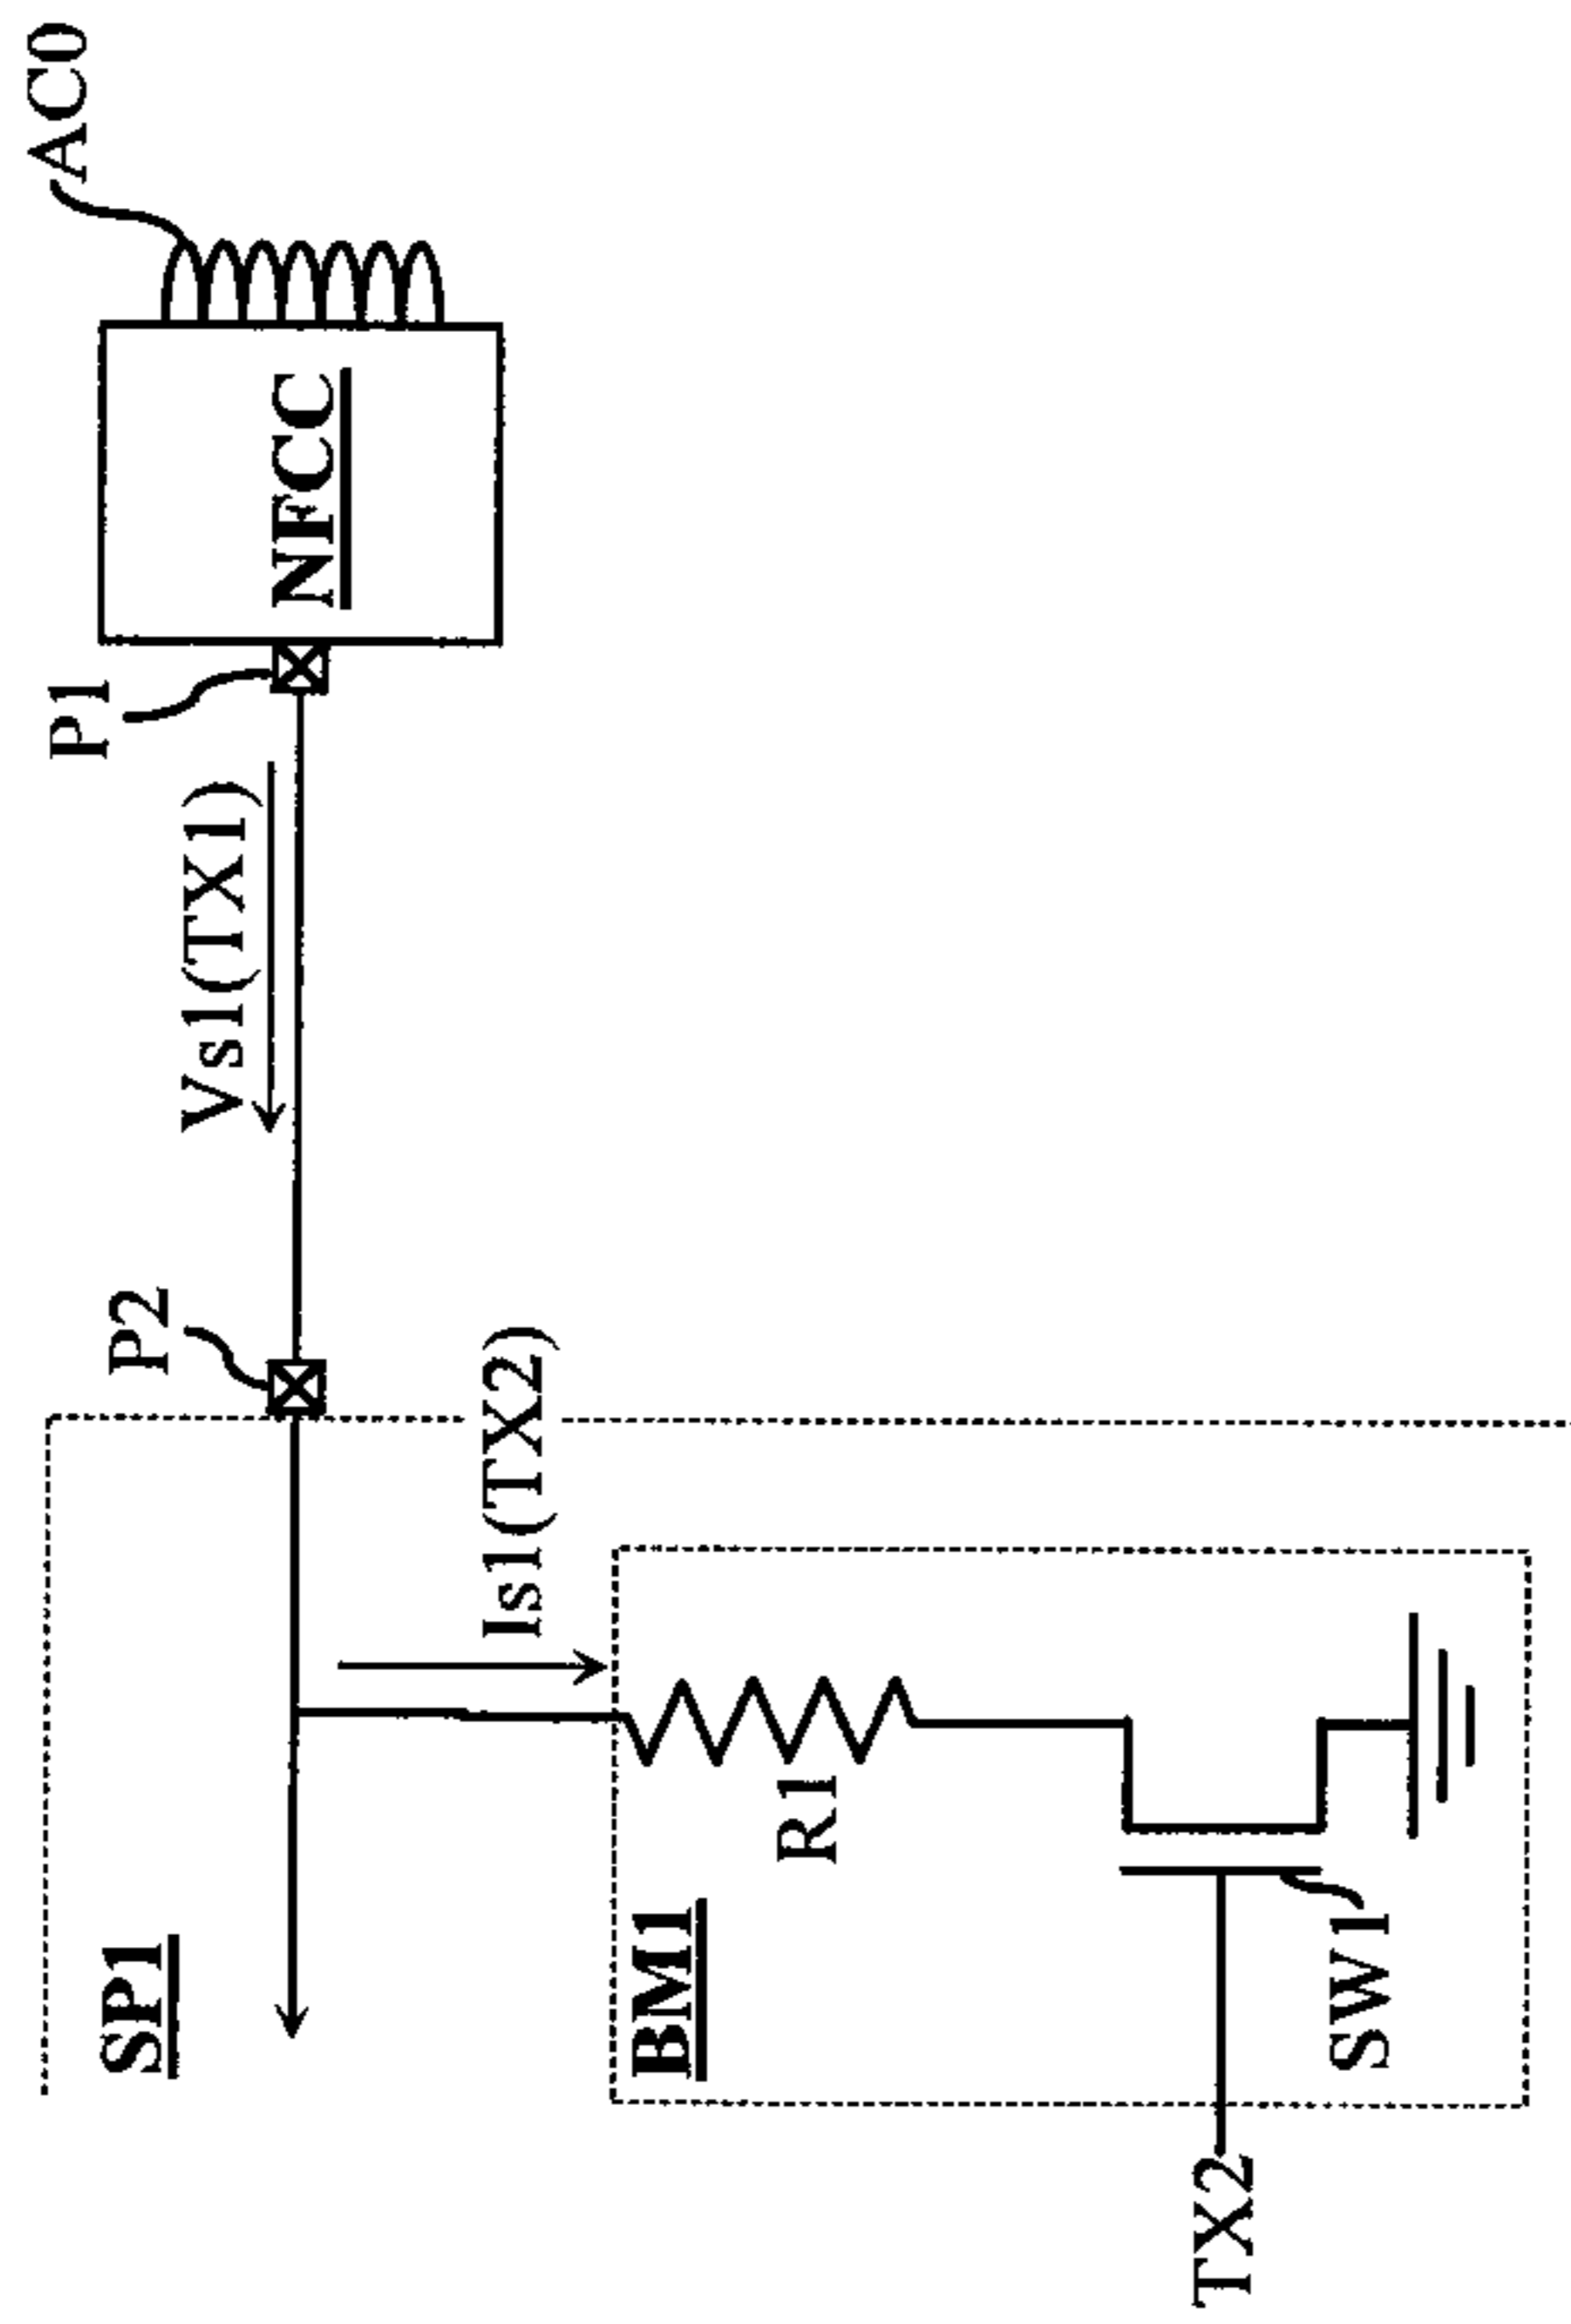 AC0
P1
SP1
P2
Vs1(TX1)
NFCC
Is1(TX2)
BM1
R1
TX2
SW1